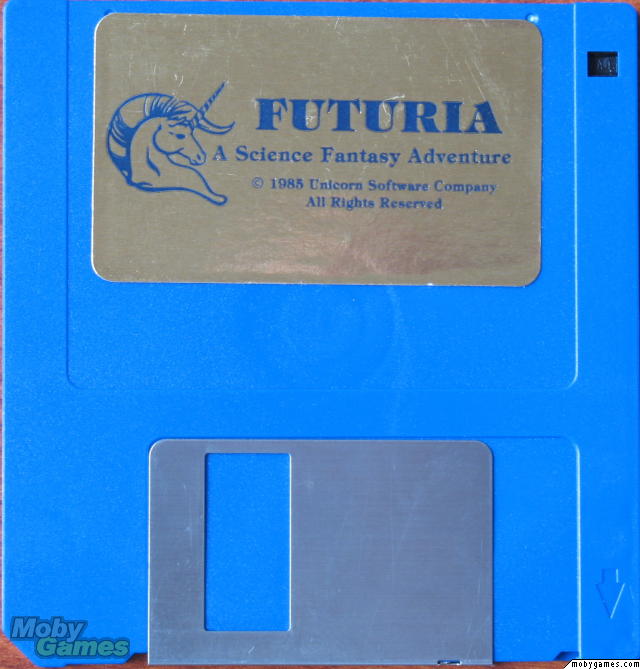 FUTURIA
A Science Fantasy Adventure
© 1985 Unicorn Software Company
All Rights Reserved
Moby
Games
mobygames.com